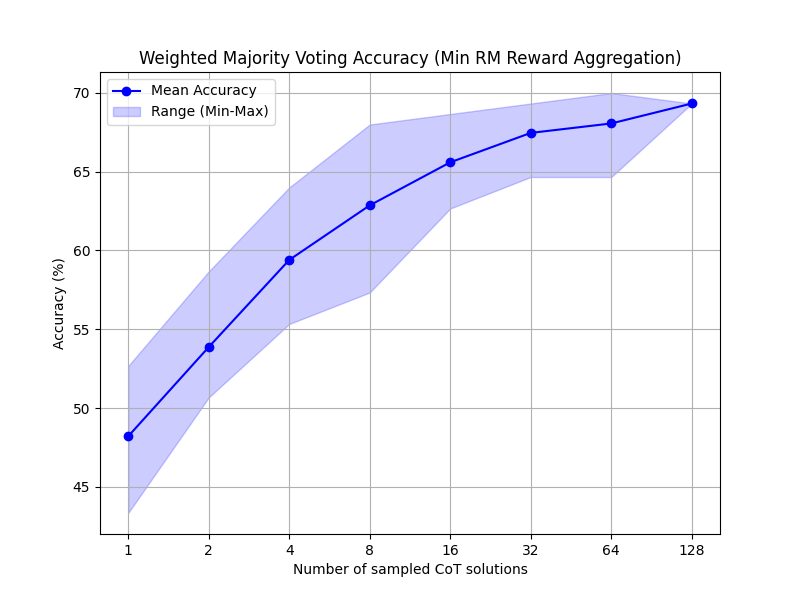 Weighted Majority Voting Accuracy (Min RM Reward Aggregation)
Mean Accuracy
Range (Min-Max)
Accuracy (%)
70
65
60
55
50
45
1 2 4 8 16 32 64 128
Number of sampled CoT solutions